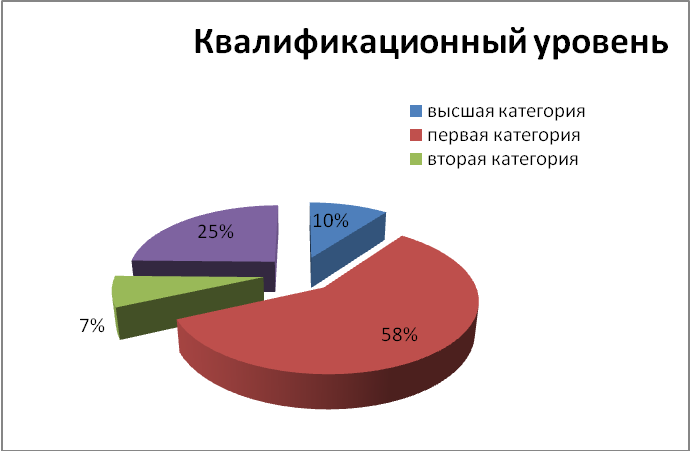 Квалификационный уровень
высшая категория
первая категория
вторая категория
10%
25%
7%
58%